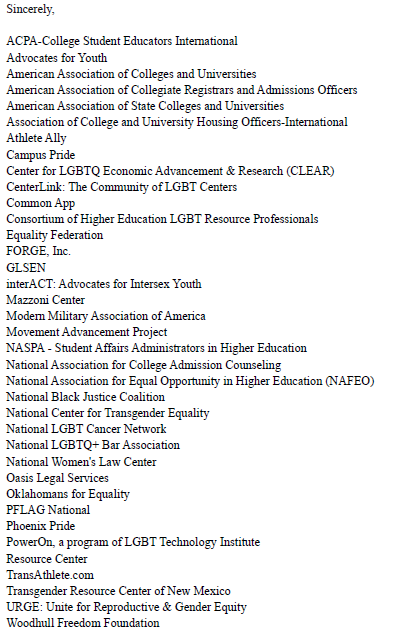 Sincerely,
ACPA-College Student Educators International
Advocates for Youth
American Association of Colleges and Universities
American Association of Collegiate Registrars and Admissions Officers
American Association of State Colleges and Universities
Association of College and University Housing Officers-International
Athlete Ally
Campus Pride
Center for LGBTQ Economic Advancement & Research (CLEAR)
CenterLink: The Community of LGBT Centers
Common App
Consortium of Higher Education LGBT Resource Professionals
Equality Federation
FORGE, Inc.
GLSEN
interACT: Advocates for Intersex Youth
Mazzoni Center
Modern Military Association of America
Movement Advancement Project
NASPA - Student Affairs Administrators in Higher Education
National Association for College Admission Counseling
National Association for Equal Opportunity in Higher Education (NAFEO)
National Black Justice Coalition
National Center for Transgender Equality
National LGBT Cancer Network
National LGBTQ+ Bar Association
National Women's Law Center
Oasis Legal Services
Oklahomans for Equality
PFLAG National
Phoenix Pride
PowerOn, a program of LGBT Technology Institute
Resource Center
TransAthlete.com
Transgender Resource Center of New Mexico
URGE: Unite for Reproductive & Gender Equity
Woodhull Freedom Foundation